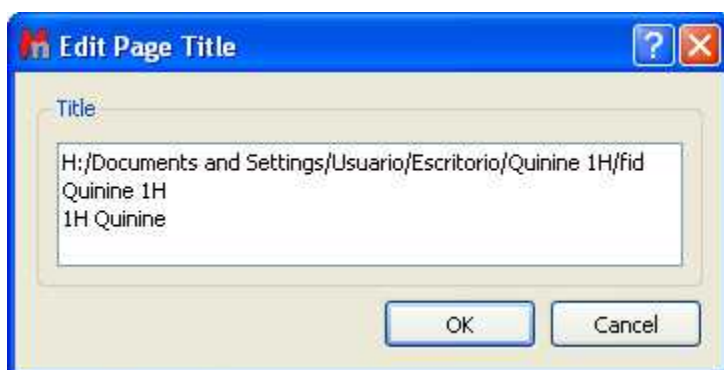 Edit Page Title
Title
H:/Documents and Settings/Usuario/Escritorio/Quinine 1H/fid
Quinine 1H
1H Quinine
OK
Cancel